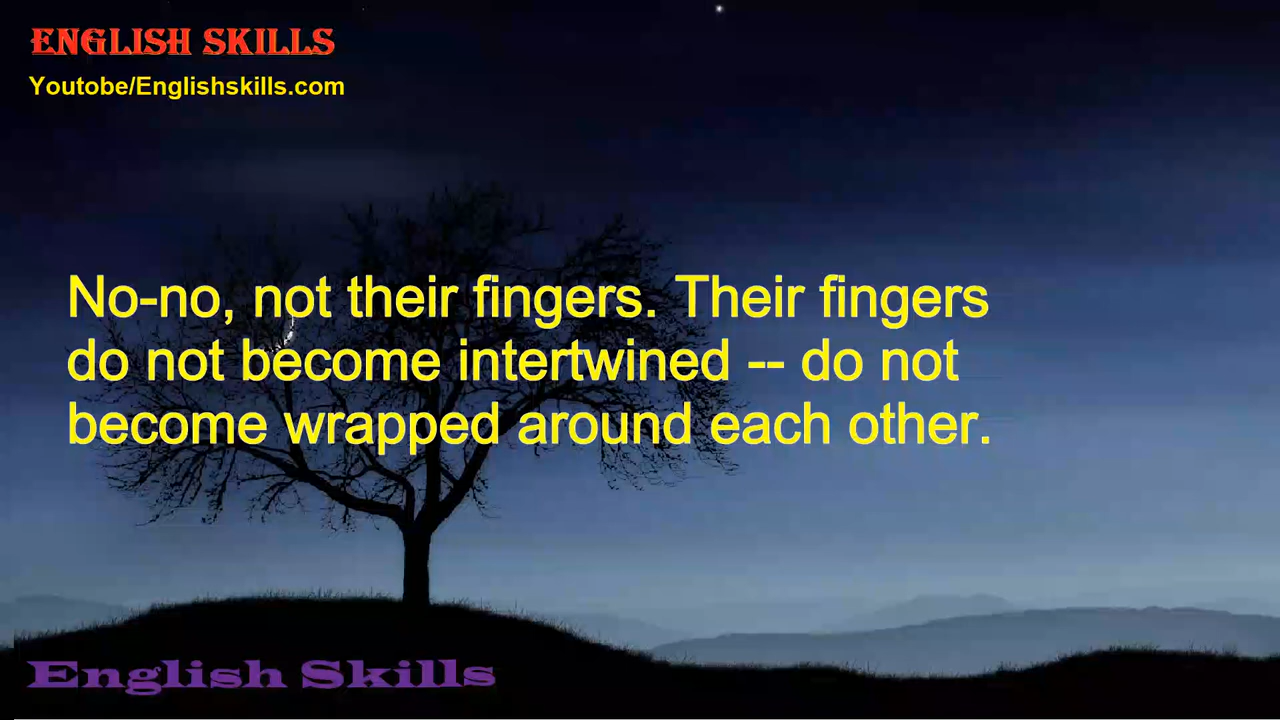 ENGLISH SKILLS
Youtobe/Englishskills.com
No-no, not their fingers. Their fingers
do not become intertwined -- do not
become wrapped around each other.
English Skills